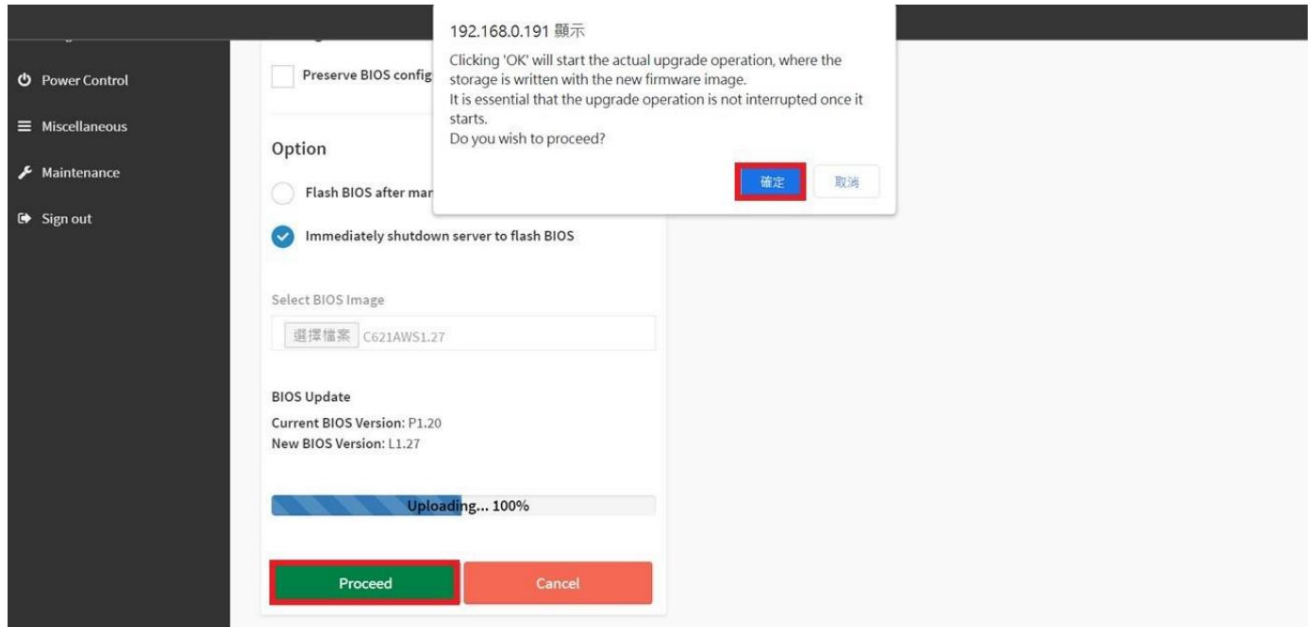 192.168.0.191 顯示
Clicking 'OK' will start the actual upgrade operation, where the
storage is written with the new firmware image.
It is essential that the upgrade operation is not interrupted once it
starts.
Do you wish to proceed?
確定 取消
Power Control
Miscellaneous
Maintenance
Sign out
Preserve BIOS config
Option
Flash BIOS after mar
Immediately shutdown server to flash BIOS
Select BIOS Image
選擇檔案 C621AWS1.27
BIOS Update
Current BIOS Version: P1.20
New BIOS Version: L1.27
Uploading... 100%
Proceed Cancel